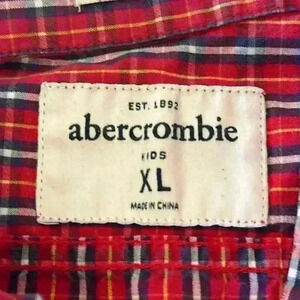 EST. 1892
abercrombie
KIDS
XL
MADE IN CHINA